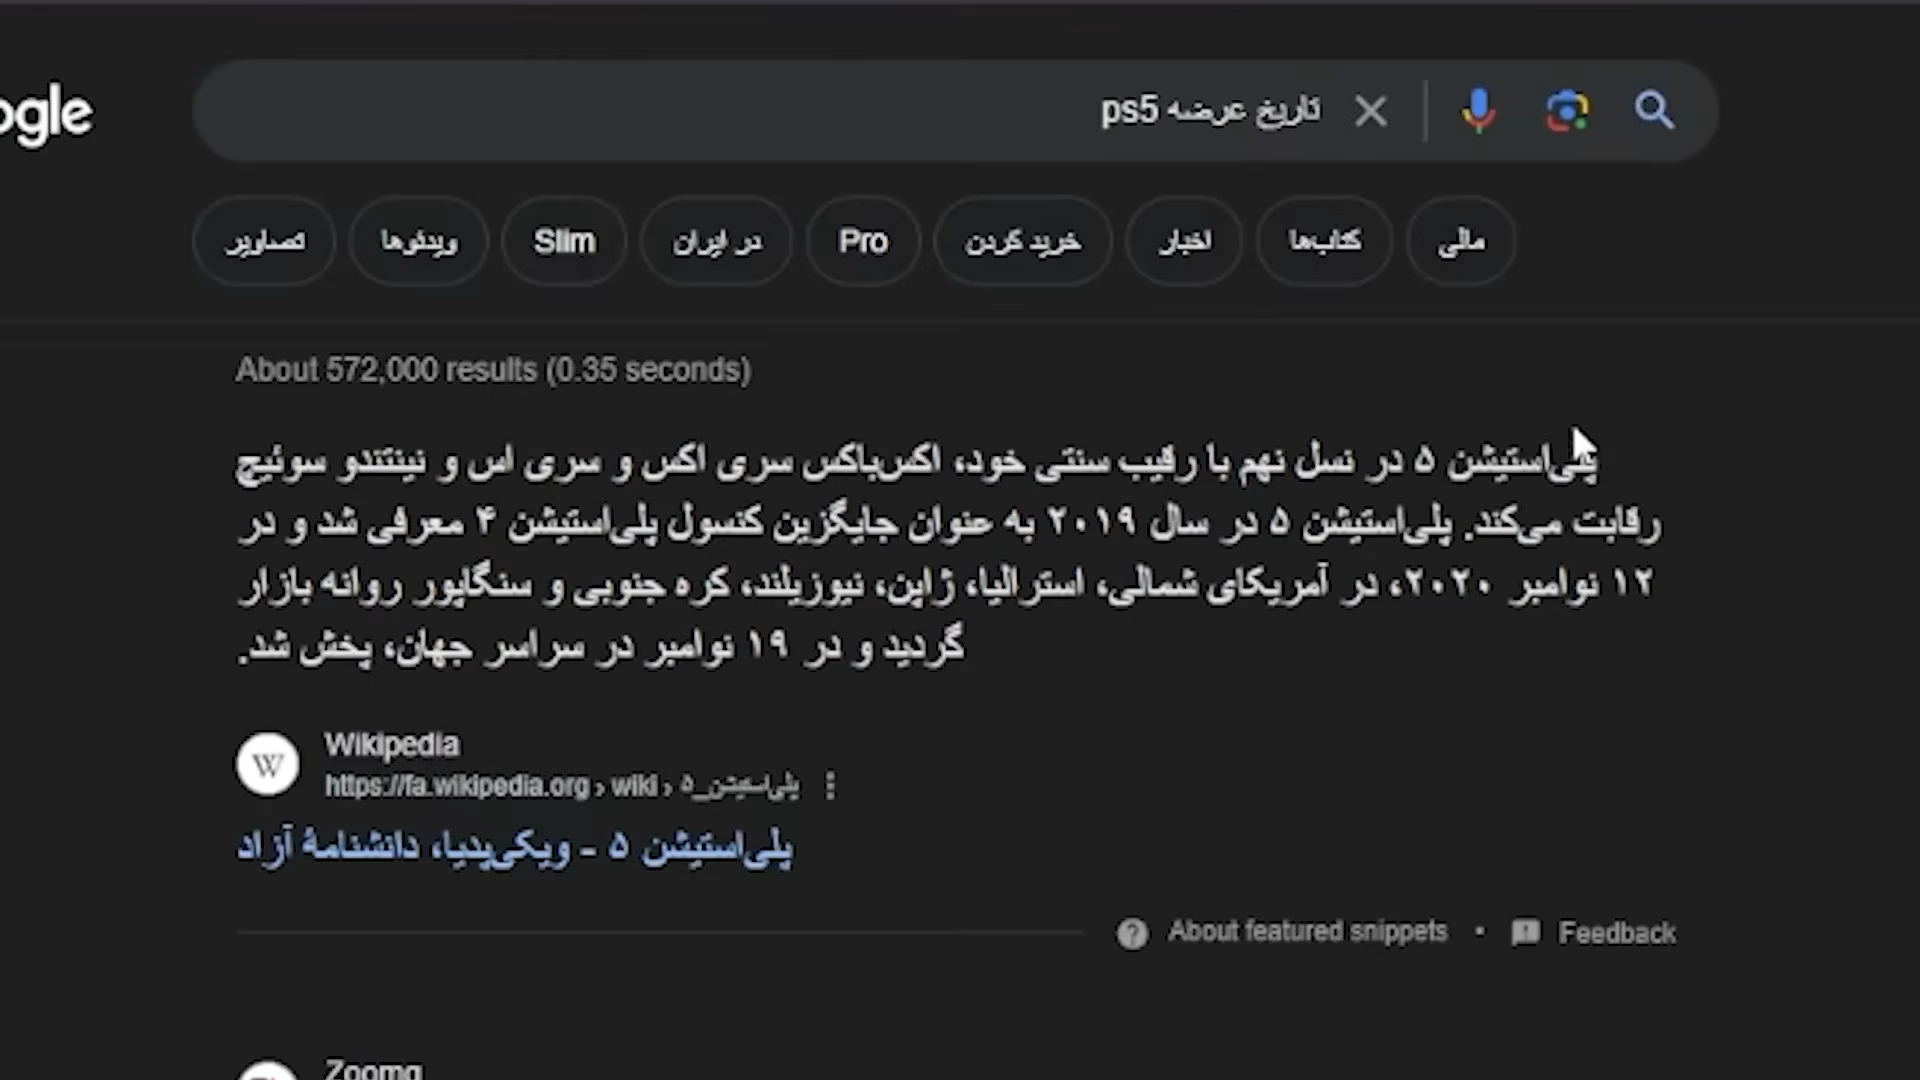 ogle
تاریخ عرضه ps5
تصاویر
ویدئوها
Slim
در ایران
Pro
خرید کردن
اخبار
کتاب‌ها
مالی
About 572,000 results (0.35 seconds)
پلی‌استیشن ۵ در نسل نهم با رقیب سنتی خود، اکس‌باکس سری اکس و سری اس و نینتندو سوئیچ
رقابت می‌کند. پلی‌استیشن ۵ در سال ۲۰۱۹ به عنوان جایگزین کنسول پلی‌استیشن ۴ معرفی شد و در
۱۲ نوامبر ۲۰۲۰، در آمریکای شمالی، استرالیا، ژاپن، نیوزیلند، کره جنوبی و سنگاپور روانه بازار
گردید و در ۱۹ نوامبر در سراسر جهان، پخش شد.
Wikipedia
https://fa.wikipedia.org › wiki › پلی‌استیشن_۵
پلی‌استیشن ۵ - ویکی‌پدیا، دانشنامهٔ آزاد
About featured snippets • Feedback
Zoomg